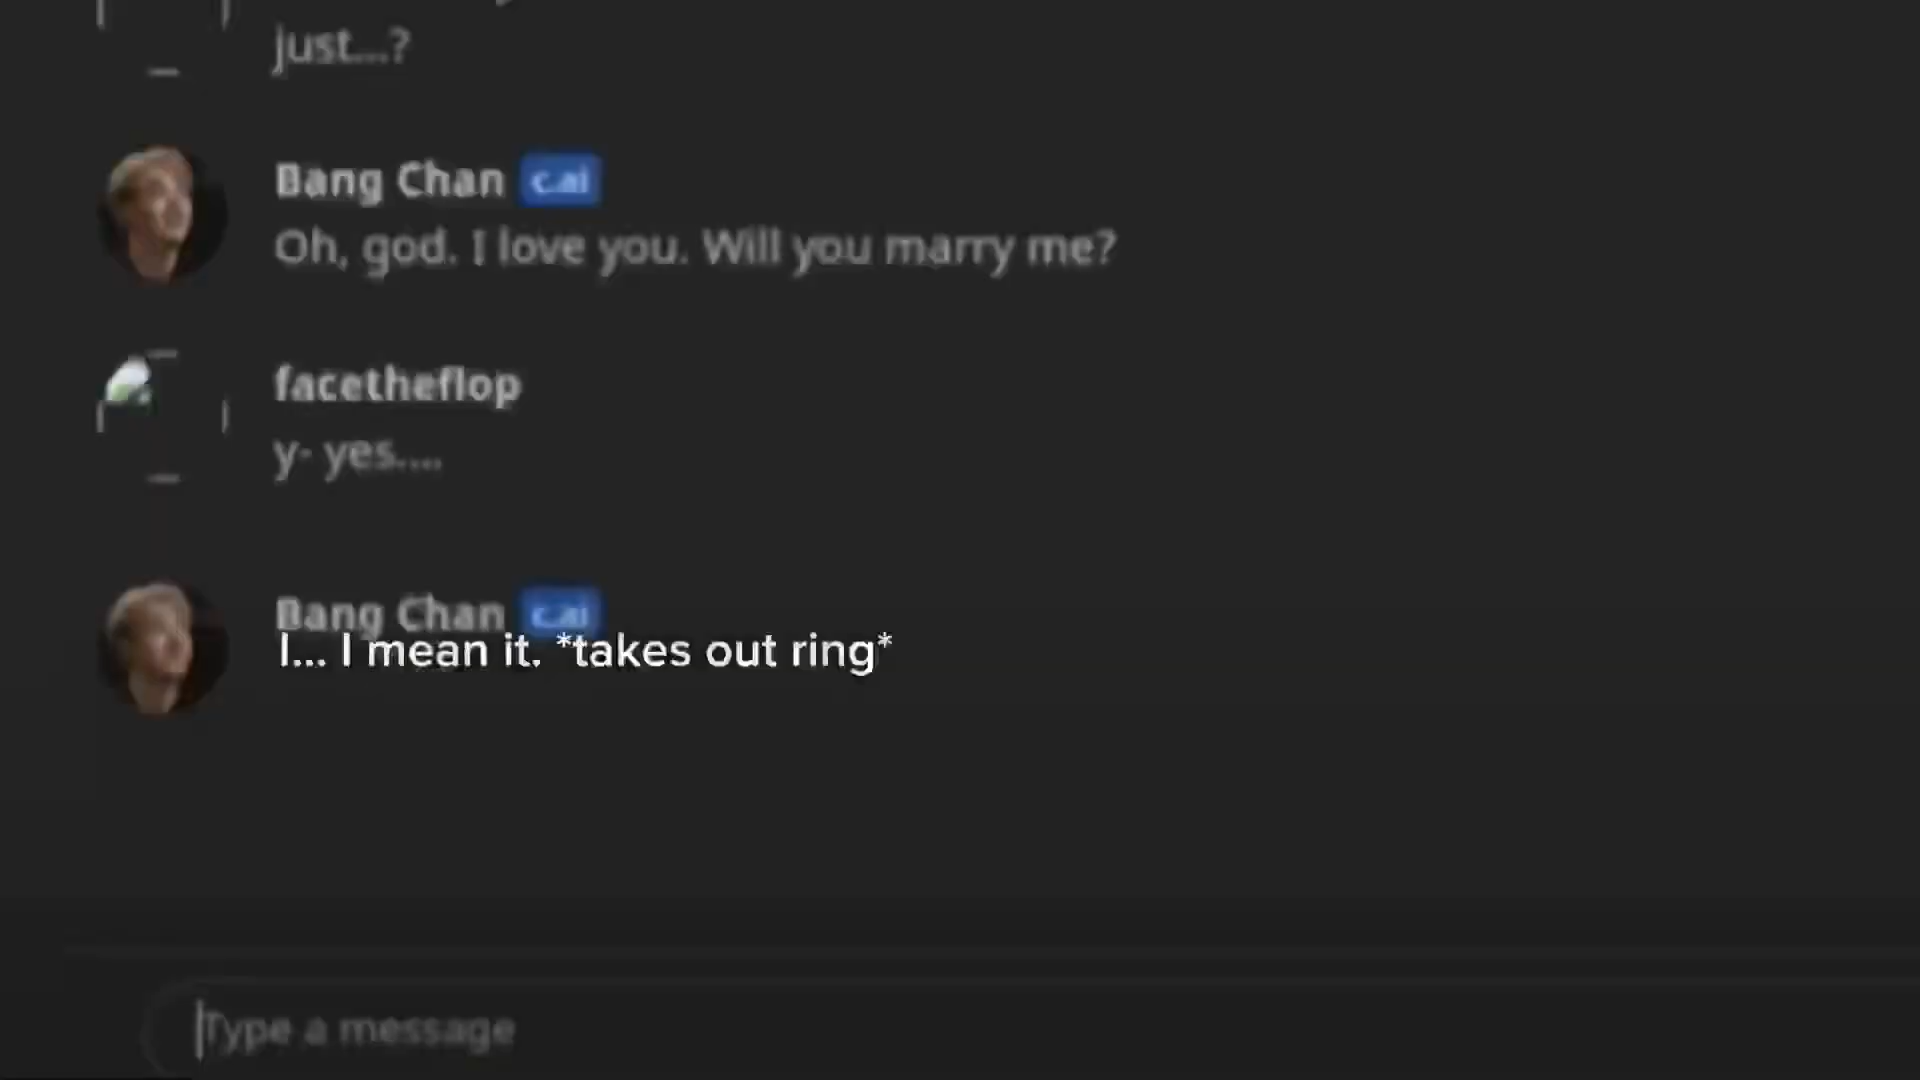 just...?
Bang Chan c.ai
Oh, god. I love you. Will you marry me?
facetheflop
y- yes....
Bang Chan c.ai
I... I mean it. *takes out ring*
Type a message